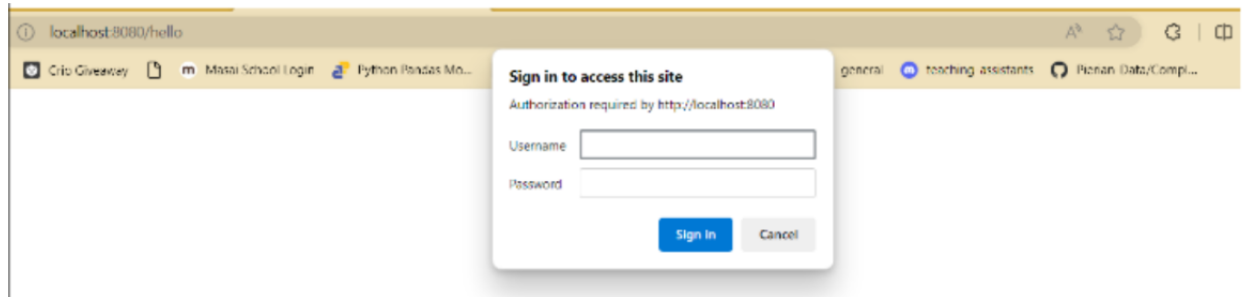 localhost:8080/hello
Crio Giveaway m Masai School Login Python Pandas Mo... general teaching assistants Pierian-Data/Compl...
Sign in to access this site
Authorization required by http://localhost:8080
Username
Password
Sign in Cancel